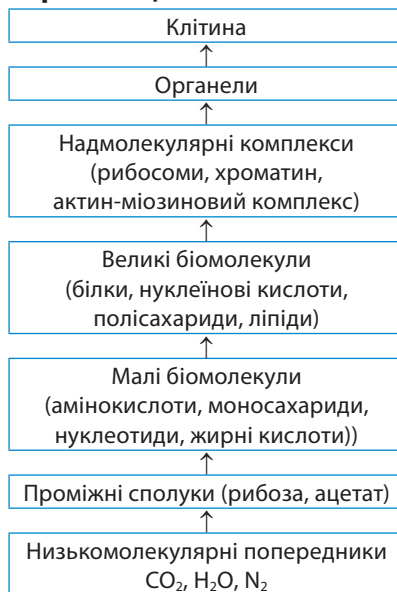 Клітина
↑
Органели
↑
Надмолекулярні комплекси
(рибосоми, хроматин,
актин-міозиновий комплекс)
↑
Великі біомолекули
(білки, нуклеїнові кислоти,
полісахариди, ліпіди)
↑
Малі біомолекули
(амінокислоти, моносахариди,
нуклеотиди, жирні кислоти))
↑
Проміжні сполуки (рибоза, ацетат)
↑
Низькомолекулярні попередники
CO₂, H₂O, N₂